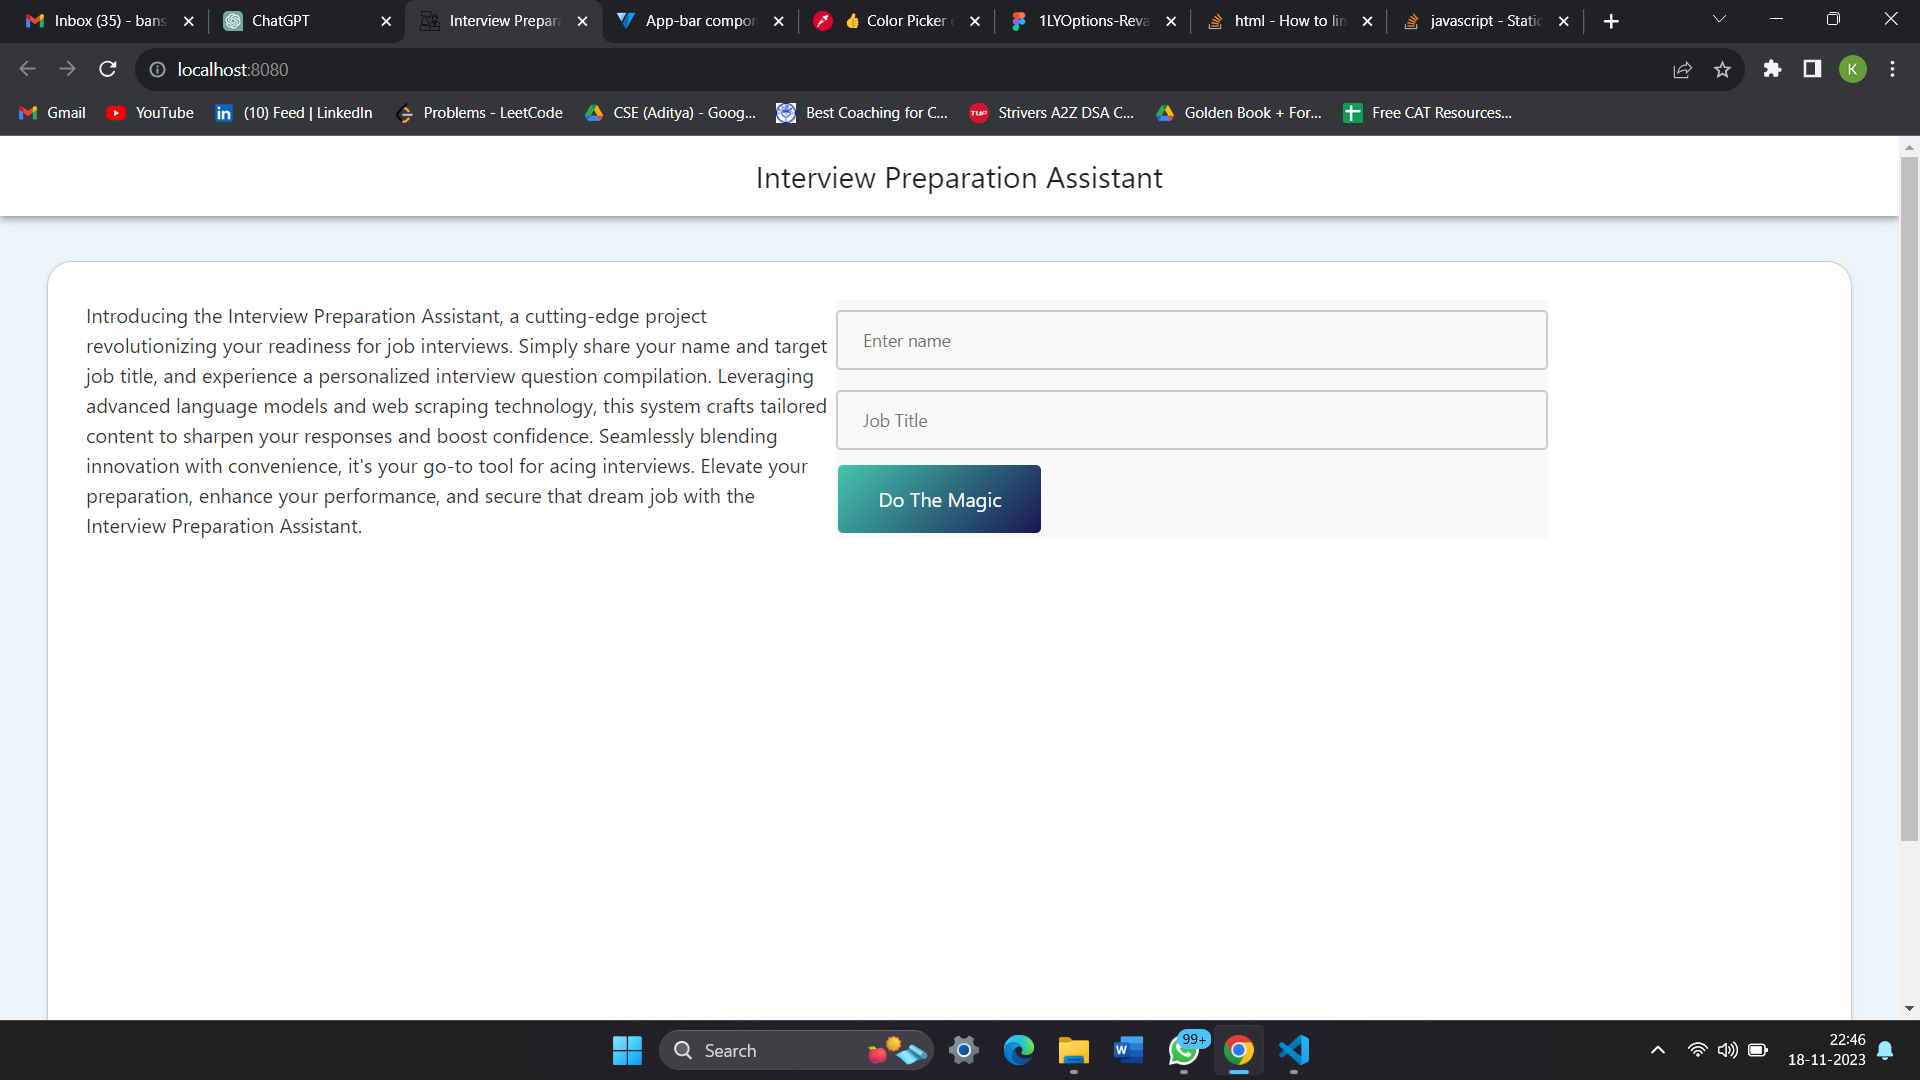 Inbox (35) - bans
ChatGPT
Interview Prepara
App-bar compon
Color Picker
1LYOptions-Reva
html - How to lin
javascript - Static
localhost:8080
Gmail
YouTube
(10) Feed | LinkedIn
Problems - LeetCode
CSE (Aditya) - Goog...
Best Coaching for C...
TUF
Strivers A2Z DSA C...
Golden Book + For...
Free CAT Resources...
K
Interview Preparation Assistant
Introducing the Interview Preparation Assistant, a cutting-edge project
revolutionizing your readiness for job interviews. Simply share your name and target
job title, and experience a personalized interview question compilation. Leveraging
advanced language models and web scraping technology, this system crafts tailored
content to sharpen your responses and boost confidence. Seamlessly blending
innovation with convenience, it's your go-to tool for acing interviews. Elevate your
preparation, enhance your performance, and secure that dream job with the
Interview Preparation Assistant.
Enter name
Job Title
Do The Magic
Search
99+
22:46
18-11-2023